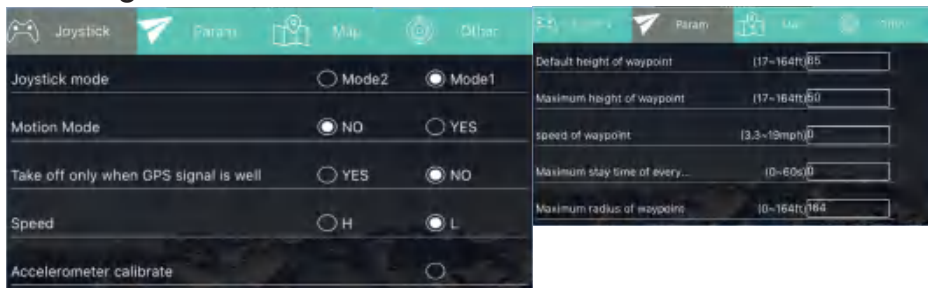 Joystick Param Map Other
Joystick mode Mode2 Mode1
Motion Mode NO YES
Take off only when GPS signal is well YES NO
Speed H L
Accelerometer calibrate
Param
Default height of waypoint (17~164ft) 65
Maximum height of waypoint (17~164ft) 50
speed of waypoint (3.3~19mph) 0
Maximum stay time of every... (0~60s) 0
Maximum radius of waypoint (0~164ft) 164